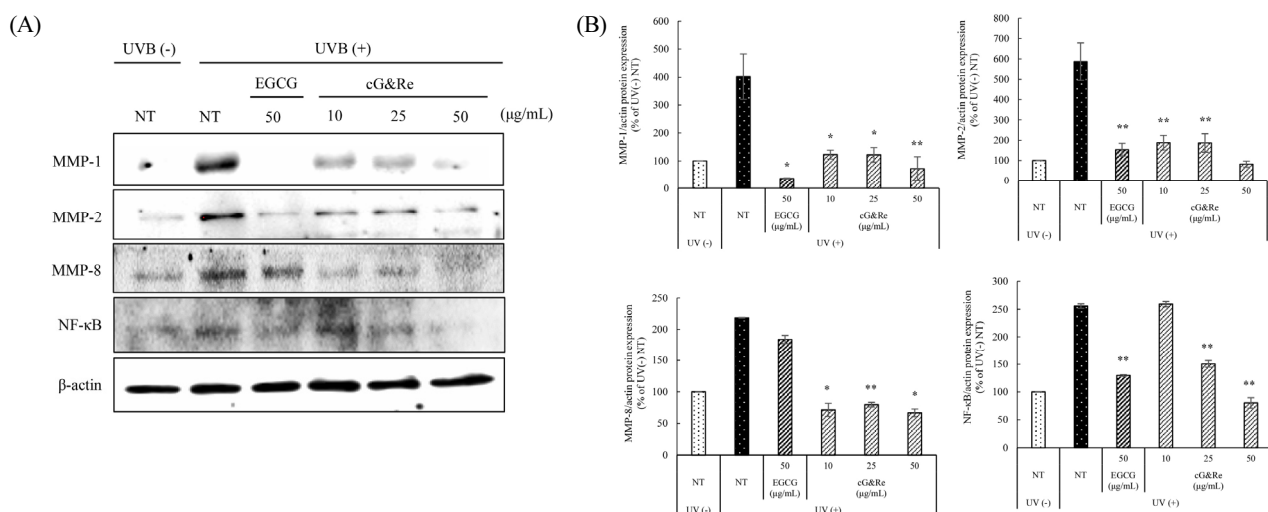 (A)
UVB (-)
UVB (+)
EGCG
cG&Re
NT
NT
50
10
25
50
(μg/mL)
MMP-1
MMP-2
MMP-8
NF-κB
β-actin
(B)
MMP-1/actin protein expression
(% of UV(-) NT)
600
500
400
300
200
100
0
*
*
*
**
50
10
25
50
NT
NT
EGCG
(μg/mL)
cG&Re
(μg/mL)
UV (-)
UV (+)
MMP-2/actin protein expression
(% of UV(-) NT)
800
700
600
500
400
300
200
100
0
**
**
**
50
10
25
50
NT
NT
EGCG
(μg/mL)
cG&Re
(μg/mL)
UV (-)
UV (+)
MMP-8/actin protein expression
(% of UV(-) NT)
250
200
150
100
50
0
*
**
*
50
10
25
50
NT
NT
EGCG
(μg/mL)
cG&Re
(μg/mL)
UV (-)
UV (+)
NF-κB/actin protein expression
(% of UV(-) NT)
300
250
200
150
100
50
0
**
**
**
50
10
25
50
NT
NT
EGCG
(μg/mL)
cG&Re
(μg/mL)
UV (-)
UV (+)